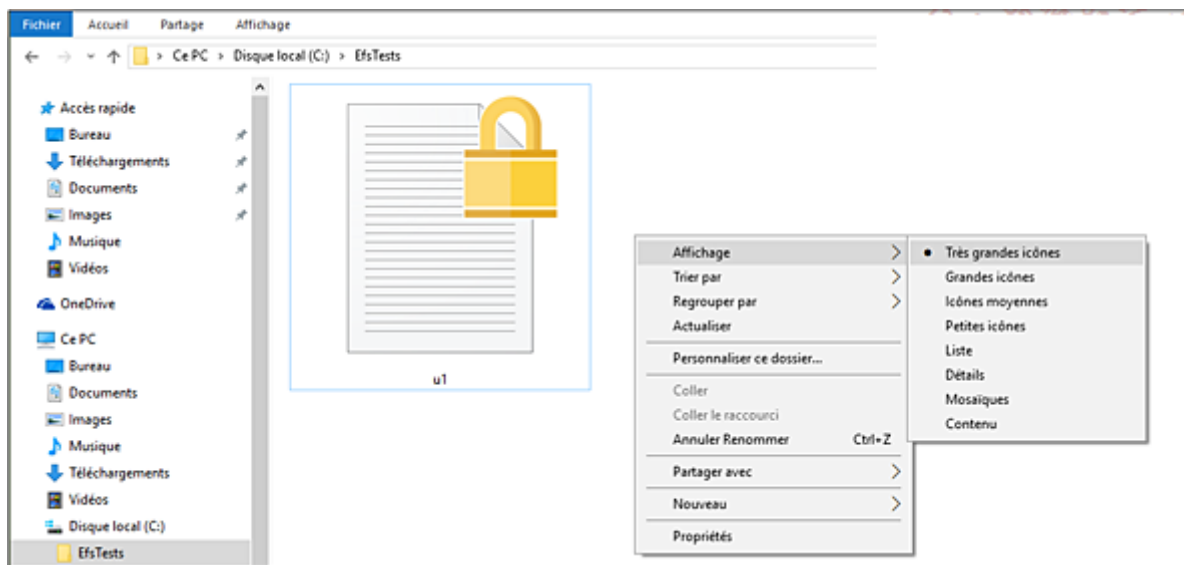 Fichier Accueil Partage Affichage
Ce PC > Disque local (C:) > EfsTests
Accès rapide
Bureau
Téléchargements
Documents
Images
Musique
Vidéos
OneDrive
Ce PC
Bureau
Documents
Images
Musique
Téléchargements
Vidéos
Disque local (C:)
EfsTests
u1
Affichage
Trier par
Regrouper par
Actualiser
Personnaliser ce dossier...
Coller
Coller le raccourci
Annuler Renommer Ctrl+Z
Partager avec
Nouveau
Propriétés
Très grandes icônes
Grandes icônes
Icônes moyennes
Petites icônes
Liste
Détails
Mosaïques
Contenu